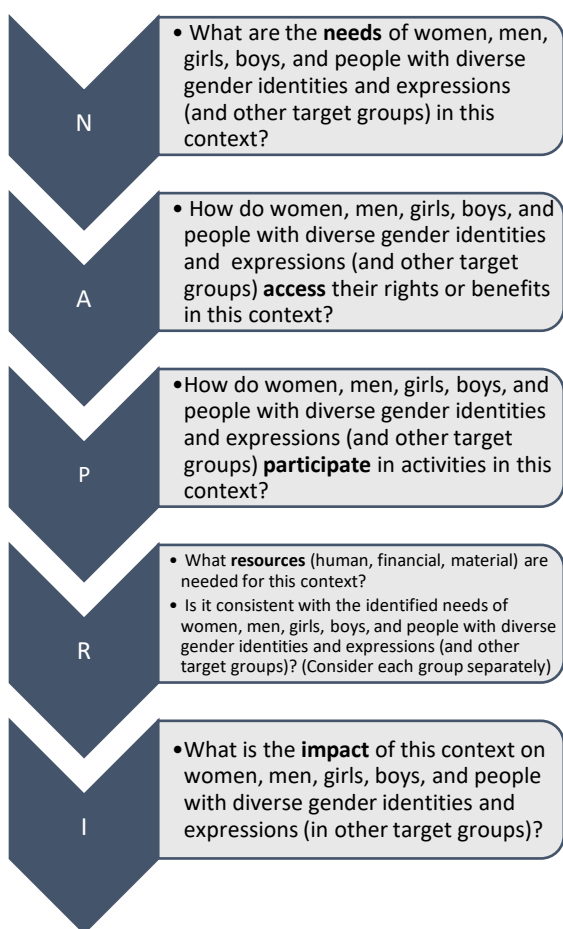 N
• What are the needs of women, men,
girls, boys, and people with diverse
gender identities and expressions
(and other target groups) in this
context?
A
• How do women, men, girls, boys, and
people with diverse gender identities
and expressions (and other target
groups) access their rights or benefits
in this context?
P
•How do women, men, girls, boys, and
people with diverse gender identities
and expressions (and other target
groups) participate in activities in this
context?
R
• What resources (human, financial, material) are
needed for this context?
• Is it consistent with the identified needs of
women, men, girls, boys, and people with diverse
gender identities and expressions (and other
target groups)? (Consider each group separately)
I
•What is the impact of this context on
women, men, girls, boys, and people
with diverse gender identities and
expressions (in other target groups)?